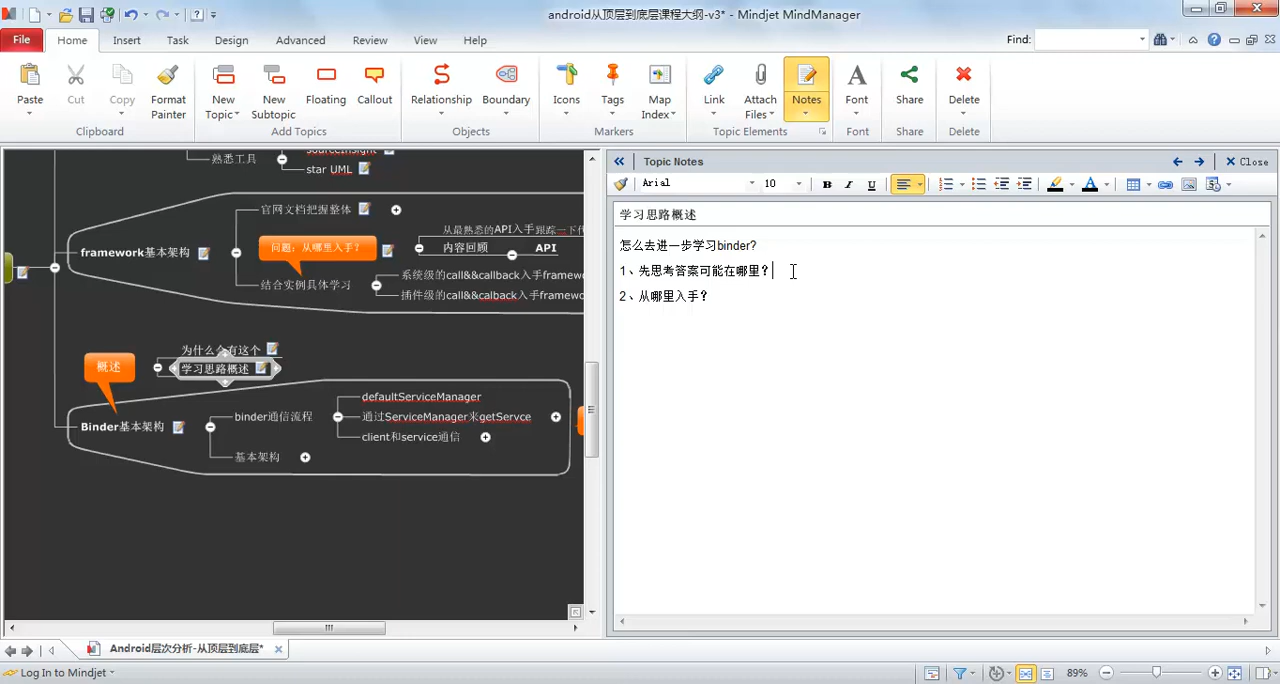 android从顶层到底层课程大纲-v3* - Mindjet MindManager
File Home Insert Task Design Advanced Review View Help Find:
Paste Cut Copy Format Painter New Topic New Subtopic Floating Callout Relationship Boundary Icons Tags Map Index Link Attach Files Notes Font Share Delete
Clipboard Add Topics Objects Markers Topic Elements Font Share Delete
熟悉工具
sourceInsight
star UML
官网文档把握整体
framework基本架构
问题：从哪里入手？
从最熟悉的API入手跟踪一下代
内容回顾
API
结合实例具体学习
系统级的call&&callback入手framewo
插件级的call&&calback入手framewor
为什么会有这个
概述
学习思路概述
defaultServiceManager
Binder基本架构
binder通信流程
通过ServiceManager来getServce
client和service通信
基本架构
Topic Notes Close
Arial 10 B I U A
学习思路概述
怎么去进一步学习binder?
1、先思考答案可能在哪里？
2、从哪里入手？
Android层次分析-从顶层到底层*
Log In to Mindjet 89%